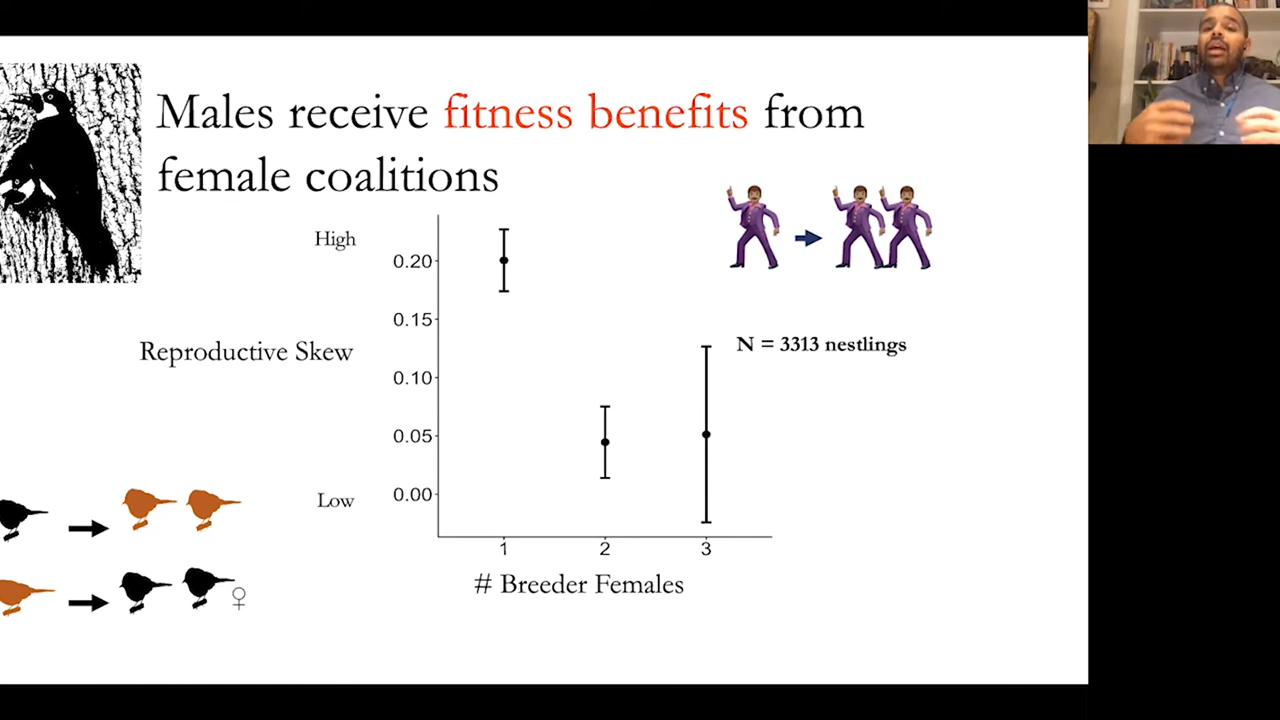 Males receive fitness benefits from
female coalitions
High
0.20
0.15
Reproductive Skew
N = 3313 nestlings
0.10
0.05
Low
0.00
1 2 3
# Breeder Females
♀